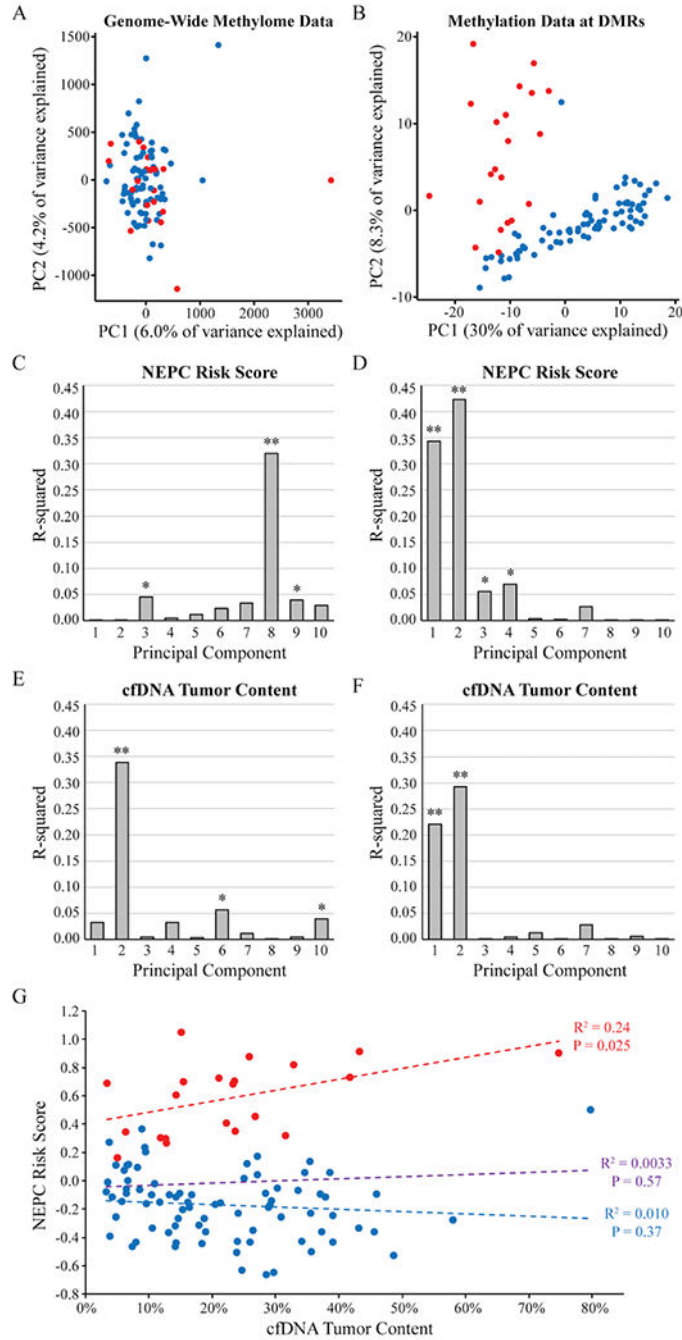 A
Genome-Wide Methylome Data
1500
1000
500
0
-500
-1000
0 1000 2000 3000
PC2 (4.2% of variance explained)
PC1 (6.0% of variance explained)
B
Methylation Data at DMRs
20
10
0
-10
-20 -10 0 10 20
PC2 (8.3% of variance explained)
PC1 (30% of variance explained)
C
NEPC Risk Score
0.45
0.40
0.35
0.30
0.25
0.20
0.15
0.10
0.05
0.00
R-squared
* ** *
1 2 3 4 5 6 7 8 9 10
Principal Component
D
NEPC Risk Score
0.45
0.40
0.35
0.30
0.25
0.20
0.15
0.10
0.05
0.00
R-squared
** ** * *
1 2 3 4 5 6 7 8 9 10
Principal Component
E
cfDNA Tumor Content
0.45
0.40
0.35
0.30
0.25
0.20
0.15
0.10
0.05
0.00
R-squared
** * *
1 2 3 4 5 6 7 8 9 10
Principal Component
F
cfDNA Tumor Content
0.45
0.40
0.35
0.30
0.25
0.20
0.15
0.10
0.05
0.00
R-squared
** **
1 2 3 4 5 6 7 8 9 10
Principal Component
G
1.2
1.0
0.8
0.6
0.4
0.2
0.0
-0.2
-0.4
-0.6
-0.8
NEPC Risk Score
R² = 0.24
P = 0.025
R² = 0.0033
P = 0.57
R² = 0.010
P = 0.37
0% 10% 20% 30% 40% 50% 60% 70% 80%
cfDNA Tumor Content